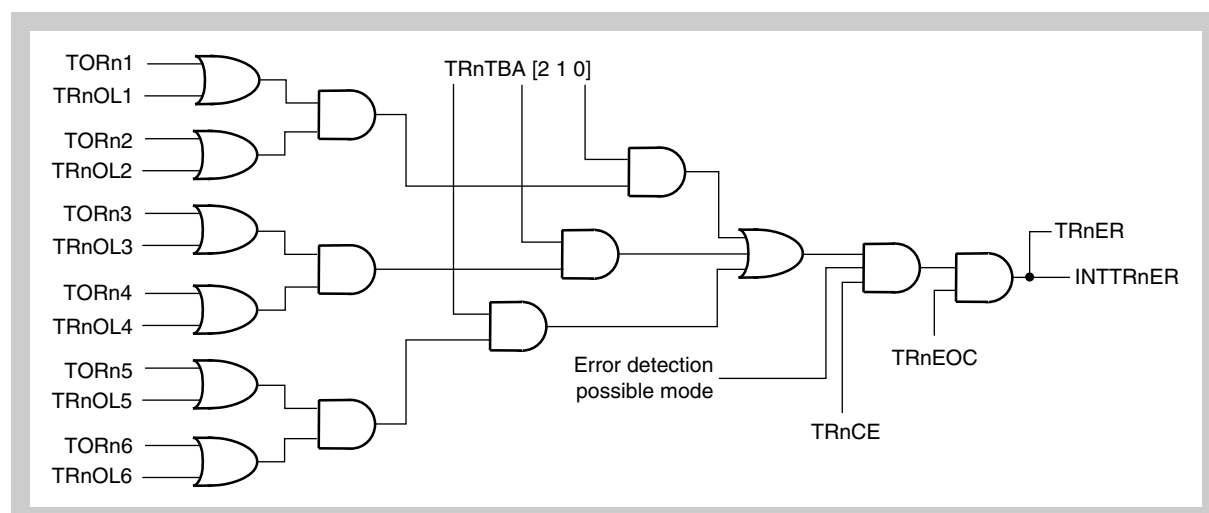 TORn1
TRnOL1
TORn2
TRnOL2
TORn3
TRnOL3
TORn4
TRnOL4
TORn5
TRnOL5
TORn6
TRnOL6
TRnTBA [2 1 0]
Error detection
possible mode
TRnCE
TRnEOC
TRnER
INTTRnER